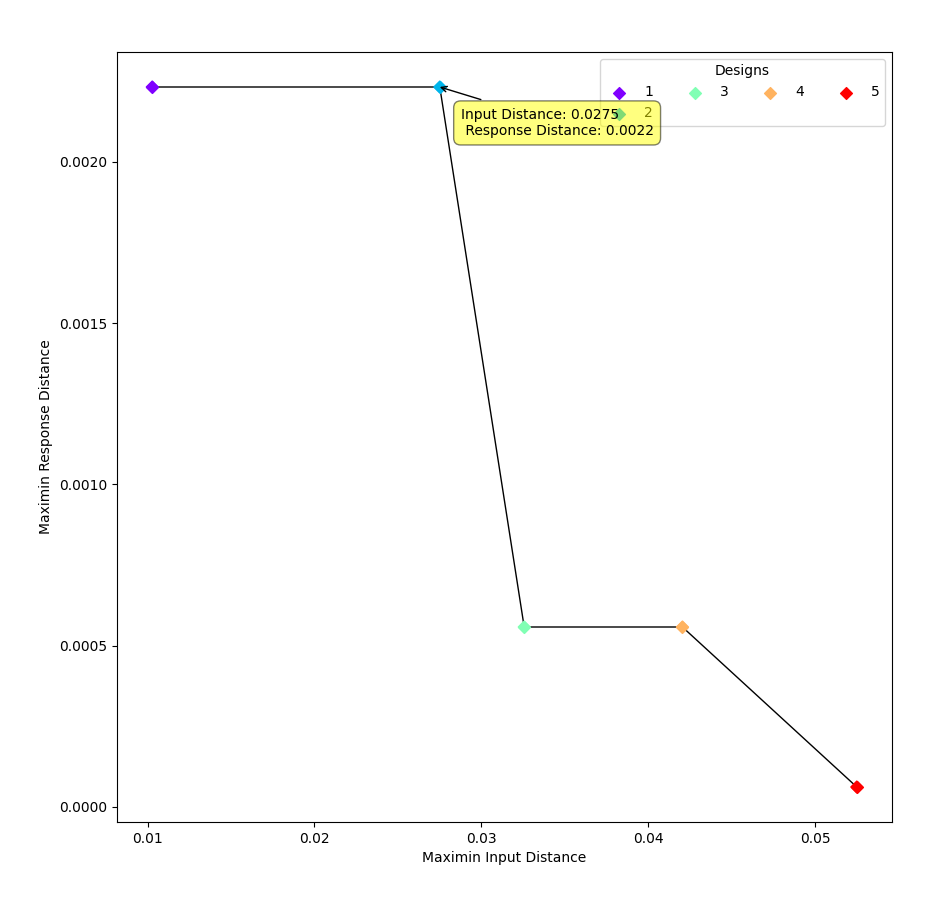 Designs
1 3 4 5
2
Input Distance: 0.0275
Response Distance: 0.0022
0.0020
0.0015
0.0010
0.0005
0.0000
Maximin Response Distance
0.01 0.02 0.03 0.04 0.05
Maximin Input Distance